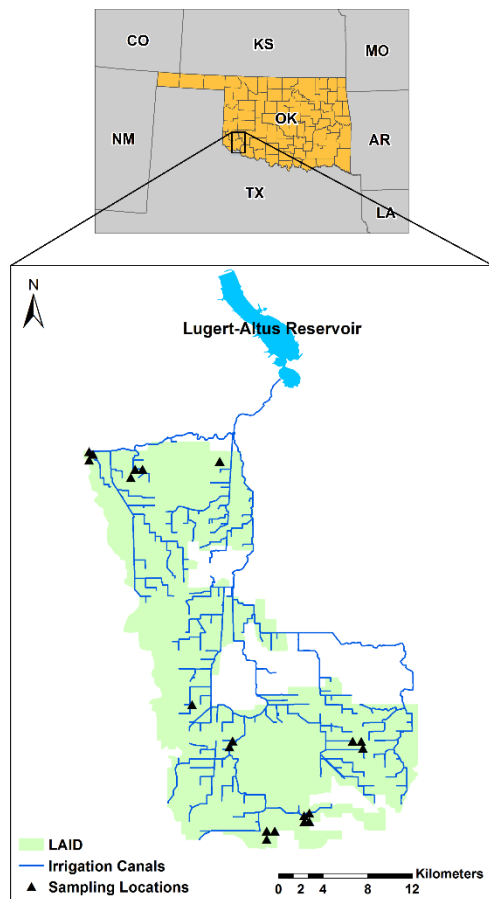 CO
KS
MO
NM
OK
AR
TX
LA
N
Lugert-Altus Reservoir
LAID
Irrigation Canals
Sampling Locations
Kilometers
0 2 4 8 12